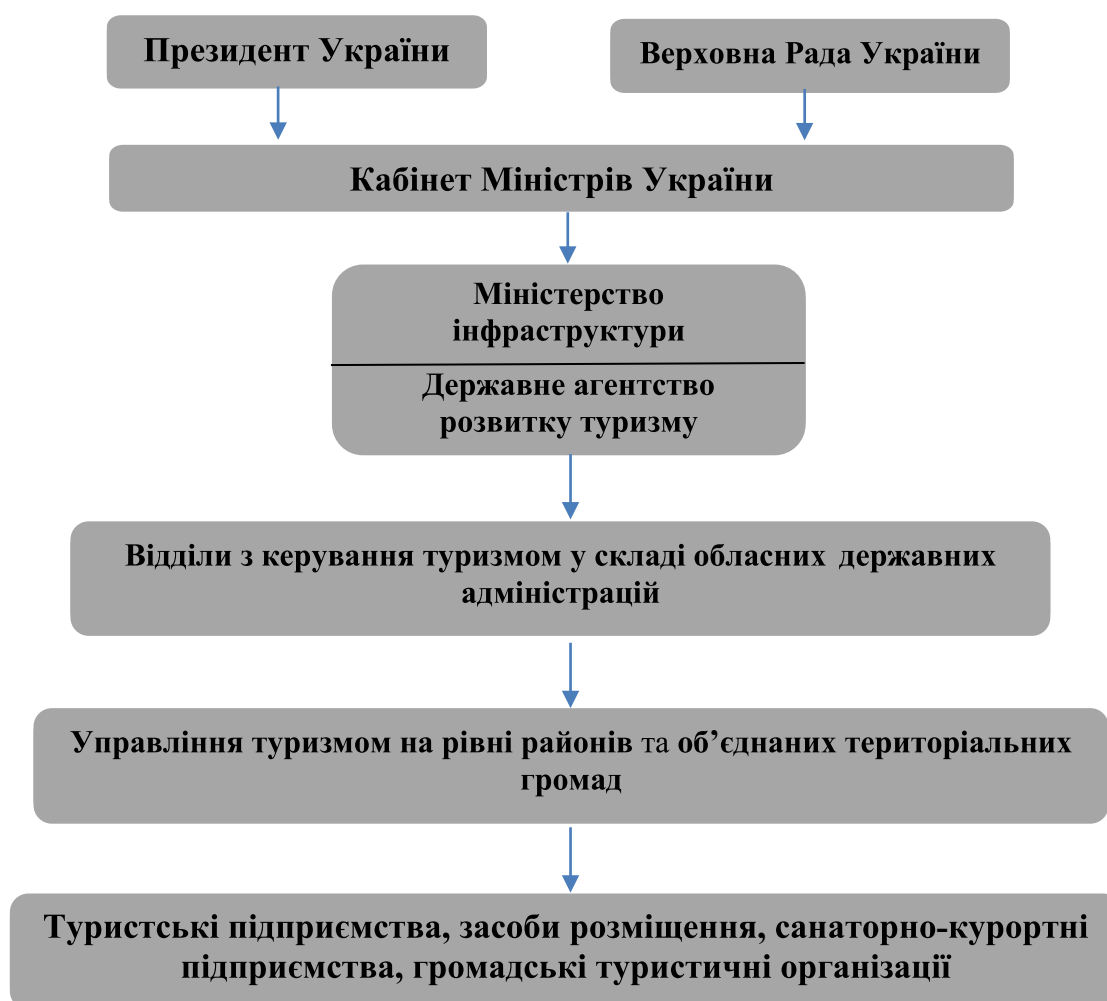 Президент України
Верховна Рада України
Кабінет Міністрів України
Міністерство
інфраструктури
Державне агентство
розвитку туризму
Відділи з керування туризмом у складі обласних державних
адміністрацій
Управління туризмом на рівні районів та об’єднаних територіальних
громад
Туристські підприємства, засоби розміщення, санаторно-курортні
підприємства, громадські туристичні організації